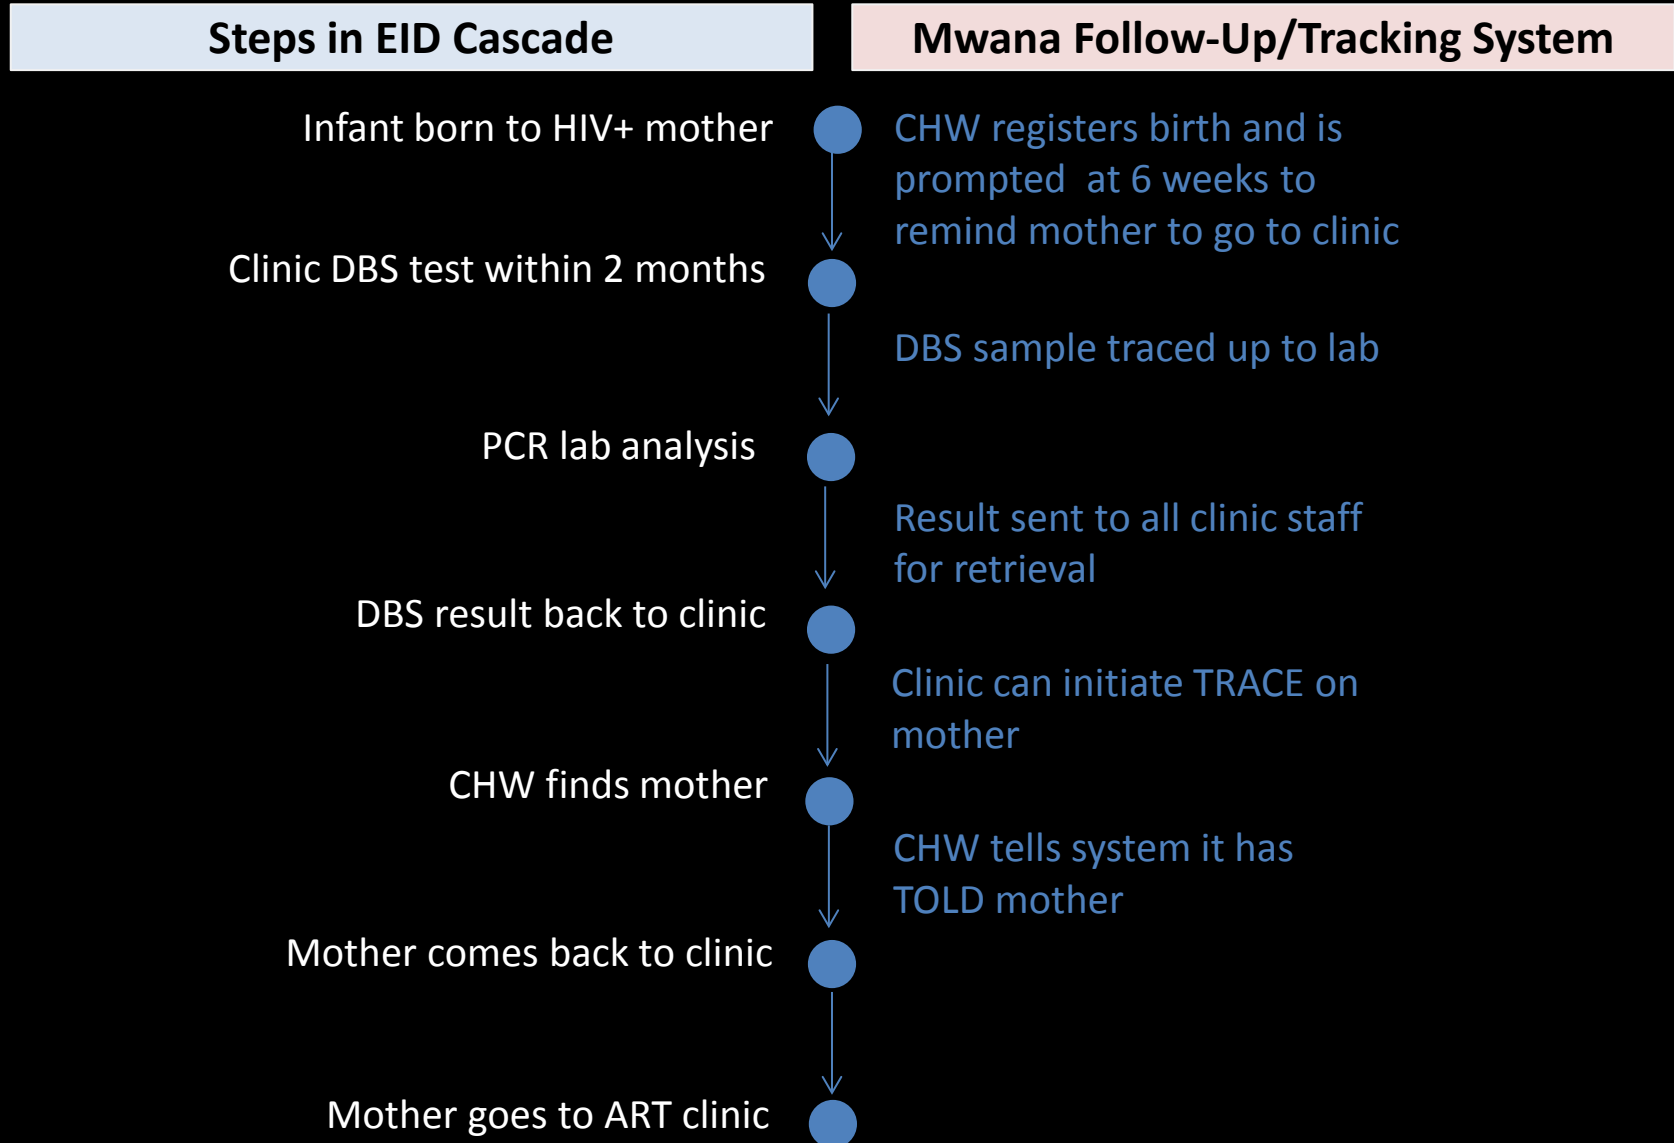 Steps in EID Cascade
Mwana Follow-Up/Tracking System
Infant born to HIV+ mother
CHW registers birth and is
prompted at 6 weeks to
remind mother to go to clinic
Clinic DBS test within 2 months
DBS sample traced up to lab
PCR lab analysis
Result sent to all clinic staff
for retrieval
DBS result back to clinic
Clinic can initiate TRACE on
mother
CHW finds mother
CHW tells system it has
TOLD mother
Mother comes back to clinic
Mother goes to ART clinic